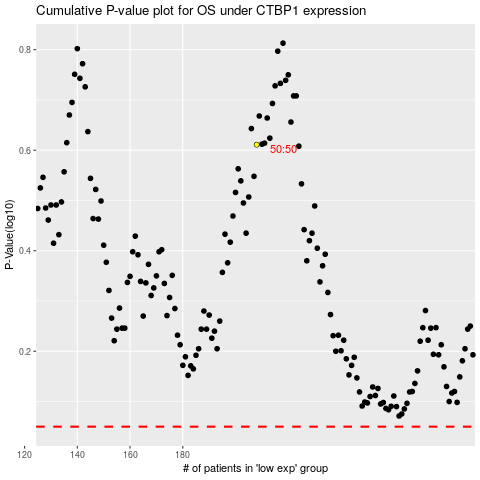 Cumulative P-value plot for OS under CTBP1 expression
P-Value(log10)
0.8
0.6
0.4
0.2
50:50
120 140 160 180
# of patients in 'low exp' group